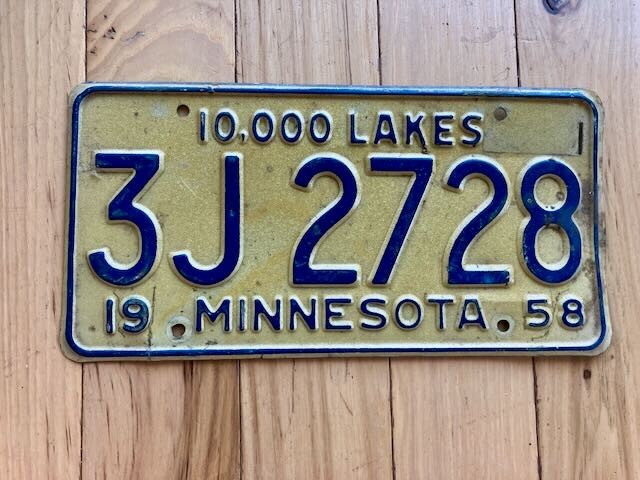 10,000 LAKES
3J 2728
19 MINNESOTA 58